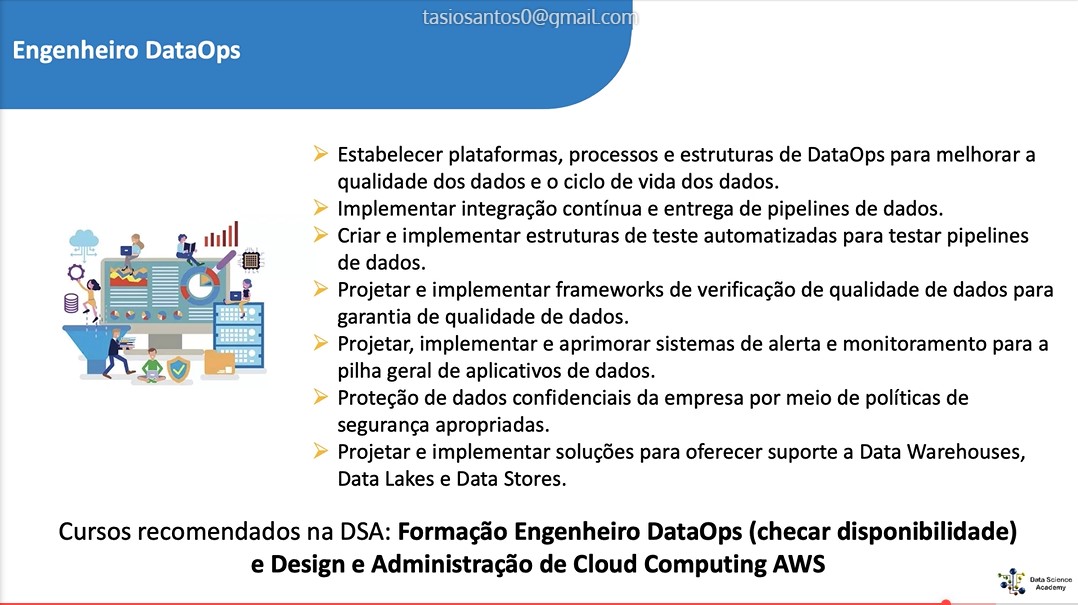 tasiosantos0@gmail.com
Engenheiro DataOps
Estabelecer plataformas, processos e estruturas de DataOps para melhorar a
qualidade dos dados e o ciclo de vida dos dados.
Implementar integração contínua e entrega de pipelines de dados.
Criar e implementar estruturas de teste automatizadas para testar pipelines
de dados.
Projetar e implementar frameworks de verificação de qualidade de dados para
garantia de qualidade de dados.
Projetar, implementar e aprimorar sistemas de alerta e monitoramento para a
pilha geral de aplicativos de dados.
Proteção de dados confidenciais da empresa por meio de políticas de
segurança apropriadas.
Projetar e implementar soluções para oferecer suporte a Data Warehouses,
Data Lakes e Data Stores.
Cursos recomendados na DSA: Formação Engenheiro DataOps (checar disponibilidade)
e Design e Administração de Cloud Computing AWS
Data Science
Academy